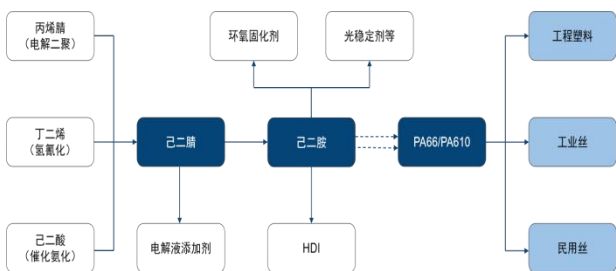 丙烯腈
（电解二聚）
环氧固化剂
光稳定剂等
工程塑料
丁二烯
（氢氰化）
己二腈
己二胺
PA66/PA610
工业丝
己二酸
（催化氨化）
电解液添加剂
HDI
民用丝